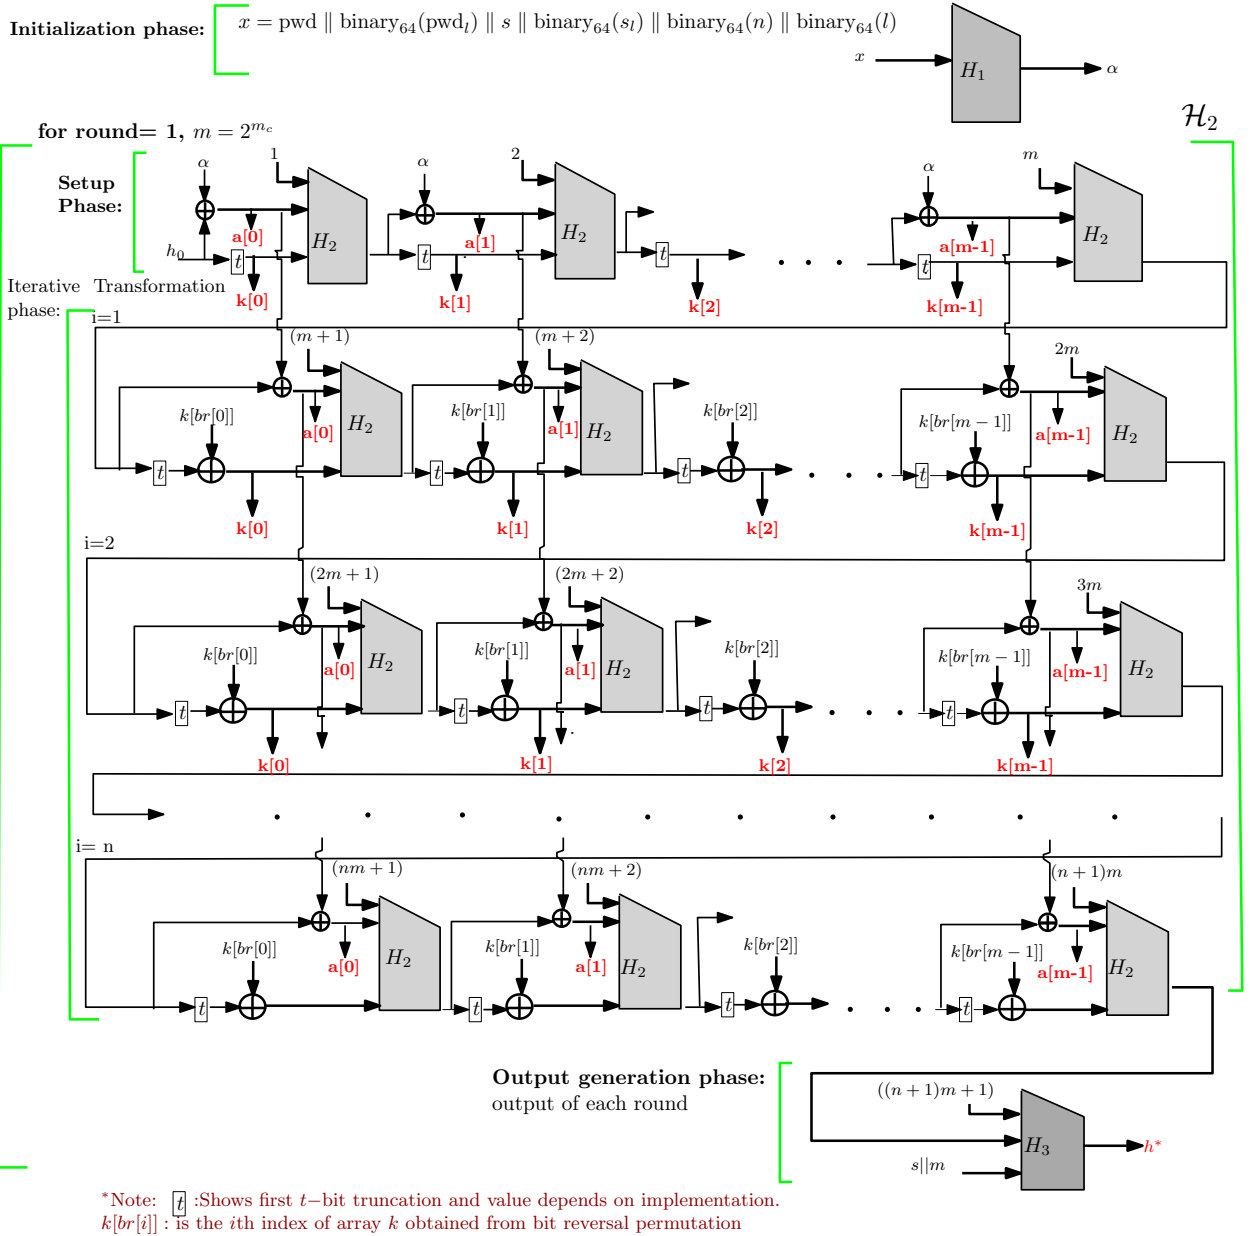 Initialization phase: x = pwd ∥ binary₆₄(pwd_l) ∥ s ∥ binary₆₄(s_l) ∥ binary₆₄(n) ∥ binary₆₄(l)
x H₁ α
for round= 1, m = 2^{m_c}
ℋ₂
Setup
Phase:
α 1 α 2 α m
a[0] H₂ a[1] H₂ a[m-1] H₂
h₀ t t t t
k[0] k[1] k[2] k[m-1]
Iterative Transformation
phase:
i=1
(m + 1) (m + 2) 2m
k[br[0]] a[0] H₂ k[br[1]] a[1] H₂ k[br[2]] k[br[m − 1]] a[m-1] H₂
t t t t
k[0] k[1] k[2] k[m-1]
i=2
(2m + 1) (2m + 2) 3m
k[br[0]] a[0] H₂ k[br[1]] a[1] H₂ k[br[2]] k[br[m − 1]] a[m-1] H₂
t t t t
k[0] k[1] k[2] k[m-1]
i= n
(nm + 1) (nm + 2) (n + 1)m
k[br[0]] a[0] H₂ k[br[1]] a[1] H₂ k[br[2]] k[br[m − 1]] a[m-1] H₂
t t t t
Output generation phase:
output of each round
((n + 1)m + 1)
H₃ h*
s||m
*Note: t :Shows first t−bit truncation and value depends on implementation.
k[br[i]] : is the ith index of array k obtained from bit reversal permutation